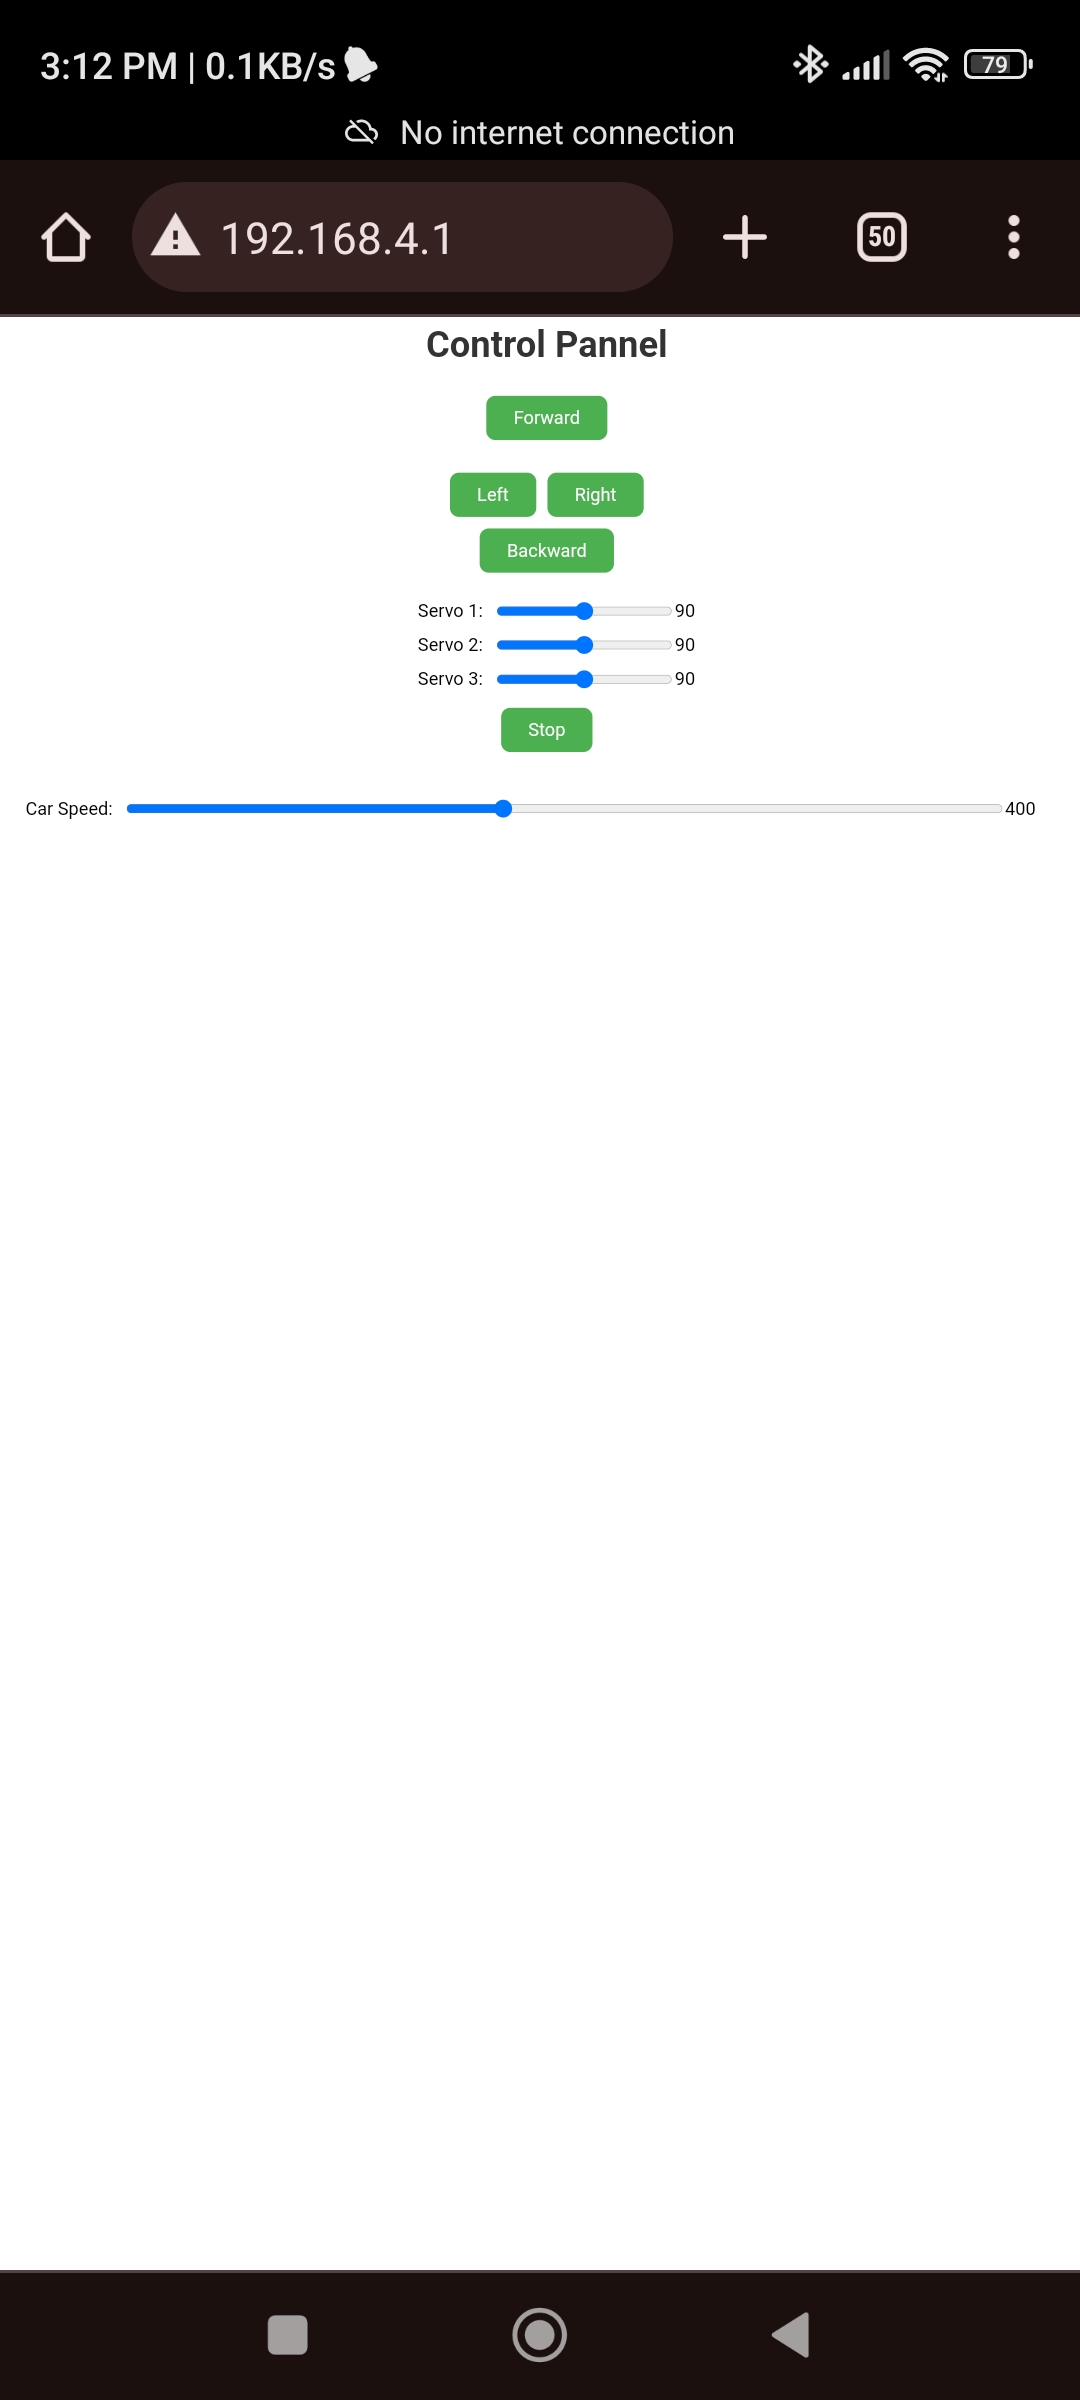 3:12 PM | 0.1KB/s 79
No internet connection
192.168.4.1 50
Control Pannel
Forward
Left Right
Backward
Servo 1: 90
Servo 2: 90
Servo 3: 90
Stop
Car Speed: 400